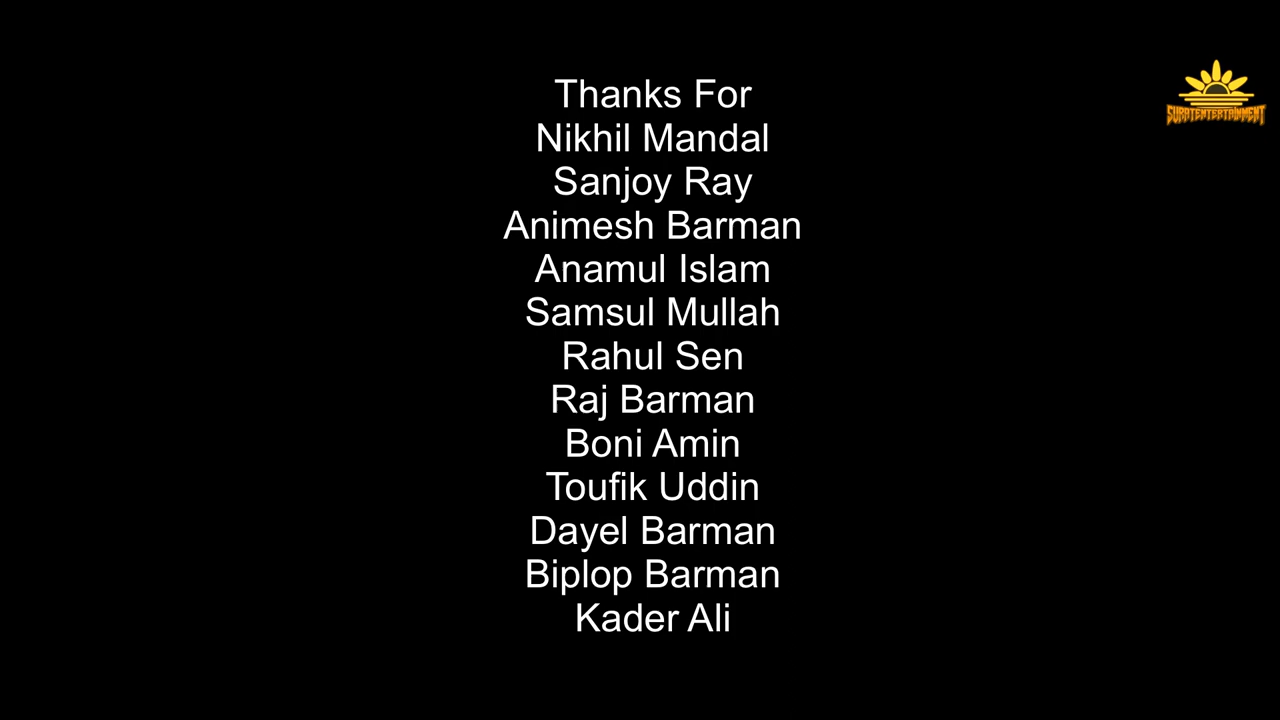 Thanks For
Nikhil Mandal
Sanjoy Ray
Animesh Barman
Anamul Islam
Samsul Mullah
Rahul Sen
Raj Barman
Boni Amin
Toufik Uddin
Dayel Barman
Biplop Barman
Kader Ali
SURATENTERTAINMENT